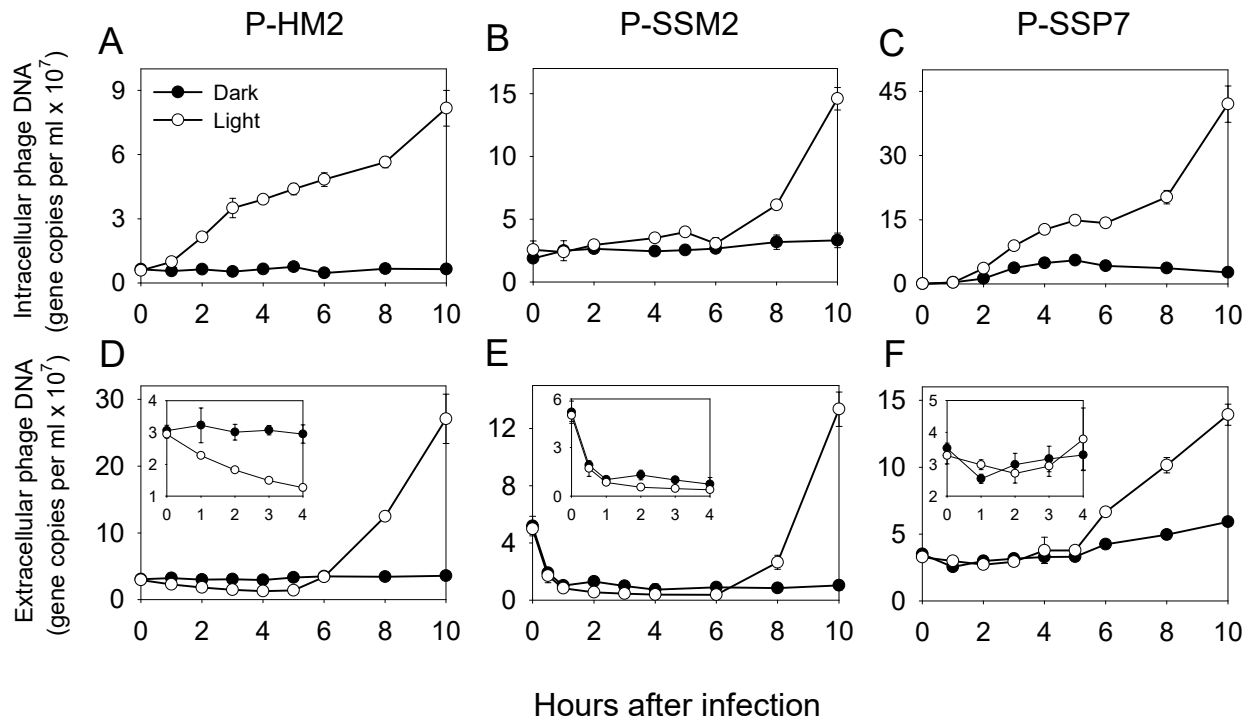 P-HM2 P-SSM2 P-SSP7
A B C
Intracellular phage DNA
(gene copies per ml x 10⁷)
Dark
Light
9
6
3
0
0 2 4 6 8 10
15
10
5
0
0 2 4 6 8 10
45
30
15
0
0 2 4 6 8 10
D E F
Extracellular phage DNA
(gene copies per ml x 10⁷)
30
20
10
0
0 2 4 6 8 10
4
3
2
1
0 1 2 3 4
12
8
4
0
0 2 4 6 8 10
6
3
0
0 1 2 3 4
15
10
5
0
0 2 4 6 8 10
5
4
3
2
0 1 2 3 4
Hours after infection